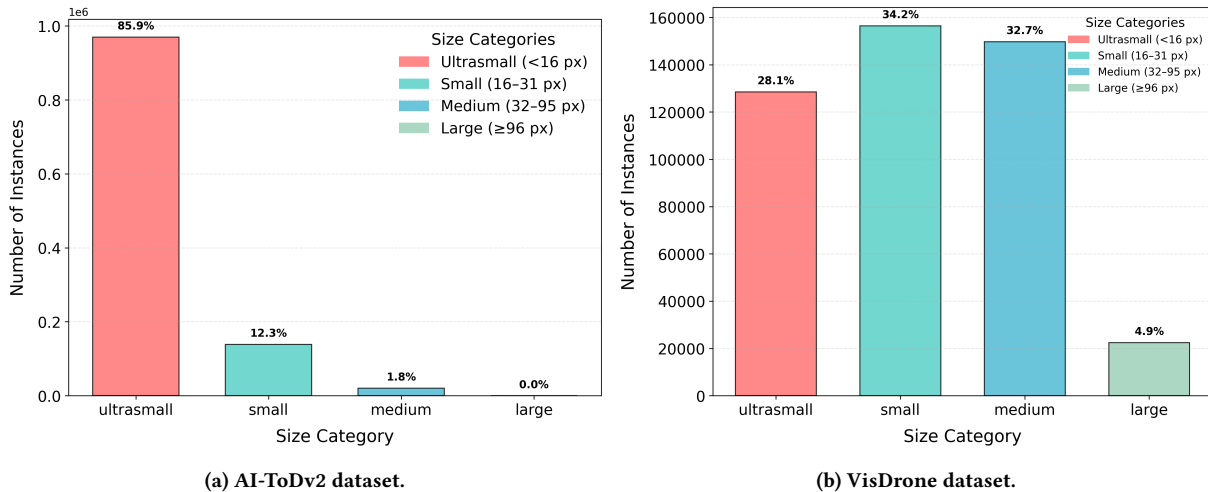 1e6
1.0
0.8
0.6
0.4
0.2
0.0
Number of Instances
85.9%
12.3%
1.8%
0.0%
Size Categories
Ultrasmall (<16 px)
Small (16–31 px)
Medium (32–95 px)
Large (≥96 px)
ultrasmall small medium large
Size Category
(a) AI-ToDv2 dataset.
160000
140000
120000
100000
80000
60000
40000
20000
0
Number of Instances
28.1%
34.2%
32.7%
4.9%
Size Categories
Ultrasmall (<16 px)
Small (16–31 px)
Medium (32–95 px)
Large (≥96 px)
ultrasmall small medium large
Size Category
(b) VisDrone dataset.